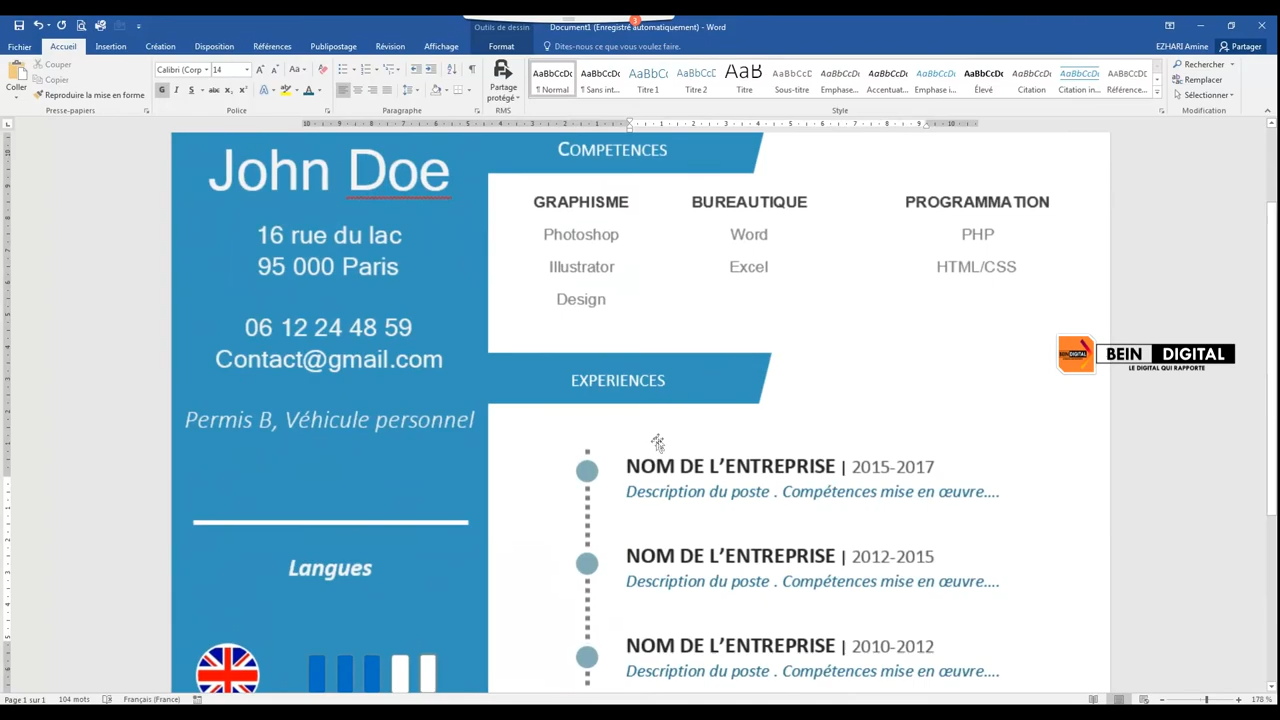 3
Outils de dessin
Document1 (Enregistré automatiquement) - Word
Fichier Accueil Insertion Création Disposition Références Publipostage Révision Affichage Format Dites-nous ce que vous voulez faire. EZHARI Amine Partager
Coller
Couper
Copier
Reproduire la mise en forme
Presse-papiers
Calibri (Corp 14
Police
Paragraphe
Partage protégé
RMS
AaBbCcDc AaBbCcDc AaBbCc AaBbCcD AaB AaBbCcD AaBbCcDc AaBbCcDc AaBbCcDc AaBbCcDc AaBbCcDc AaBbCcDc AaBbCcDc
¶ Normal ¶ Sans int... Titre 1 Titre 2 Titre Sous-titre Emphase... Accentuat... Emphase i... Élevé Citation Citation in... Référence...
Style
Rechercher
Remplacer
Sélectionner
Modification
John Doe
16 rue du lac
95 000 Paris
06 12 24 48 59
Contact@gmail.com
Permis B, Véhicule personnel
Langues
COMPETENCES
GRAPHISME BUREAUTIQUE PROGRAMMATION
Photoshop Word PHP
Illustrator Excel HTML/CSS
Design
EXPERIENCES
NOM DE L’ENTREPRISE | 2015-2017
Description du poste . Compétences mise en œuvre....
NOM DE L’ENTREPRISE | 2012-2015
Description du poste . Compétences mise en œuvre....
NOM DE L’ENTREPRISE | 2010-2012
Description du poste . Compétences mise en œuvre....
BEIN DIGITAL
LE DIGITAL QUI RAPPORTE
Page 1 sur 1 104 mots Français (France) 178 %